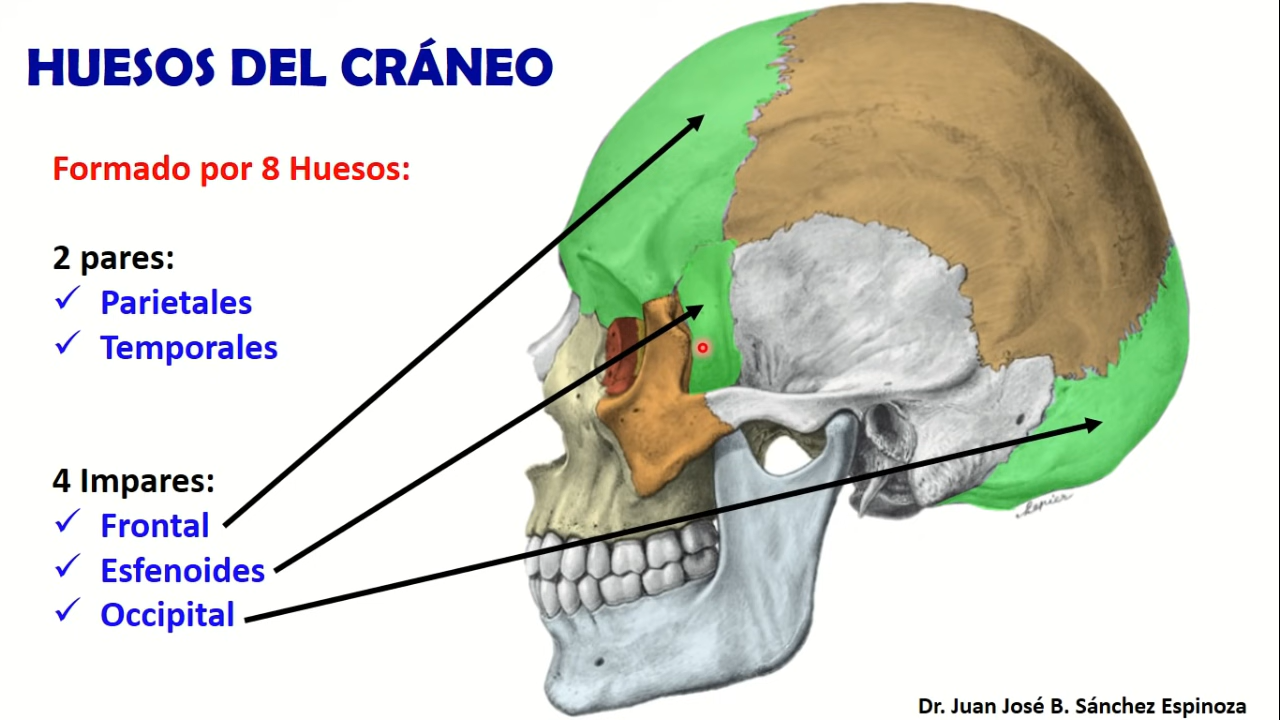 HUESOS DEL CRÁNEO
Formado por 8 Huesos:
2 pares:
✓ Parietales
✓ Temporales
4 Impares:
✓ Frontal
✓ Esfenoides
✓ Occipital
Dr. Juan José B. Sánchez Espinoza